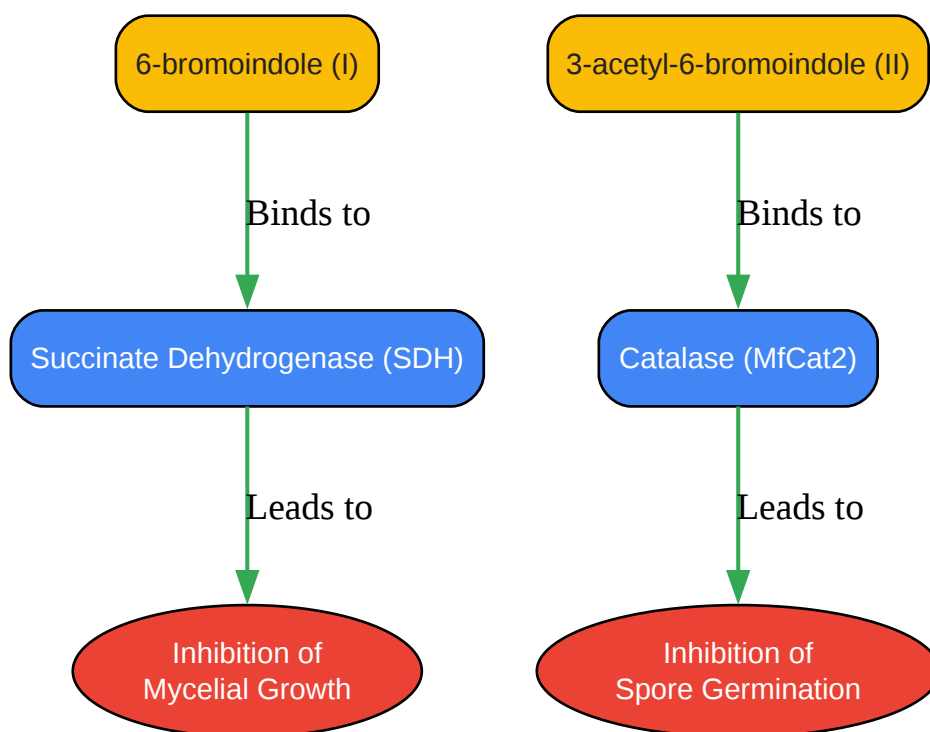 6-bromoindole (I)
3-acetyl-6-bromoindole (II)
Binds to
Binds to
Succinate Dehydrogenase (SDH)
Catalase (MfCat2)
Leads to
Leads to
Inhibition of
Mycelial Growth
Inhibition of
Spore Germination